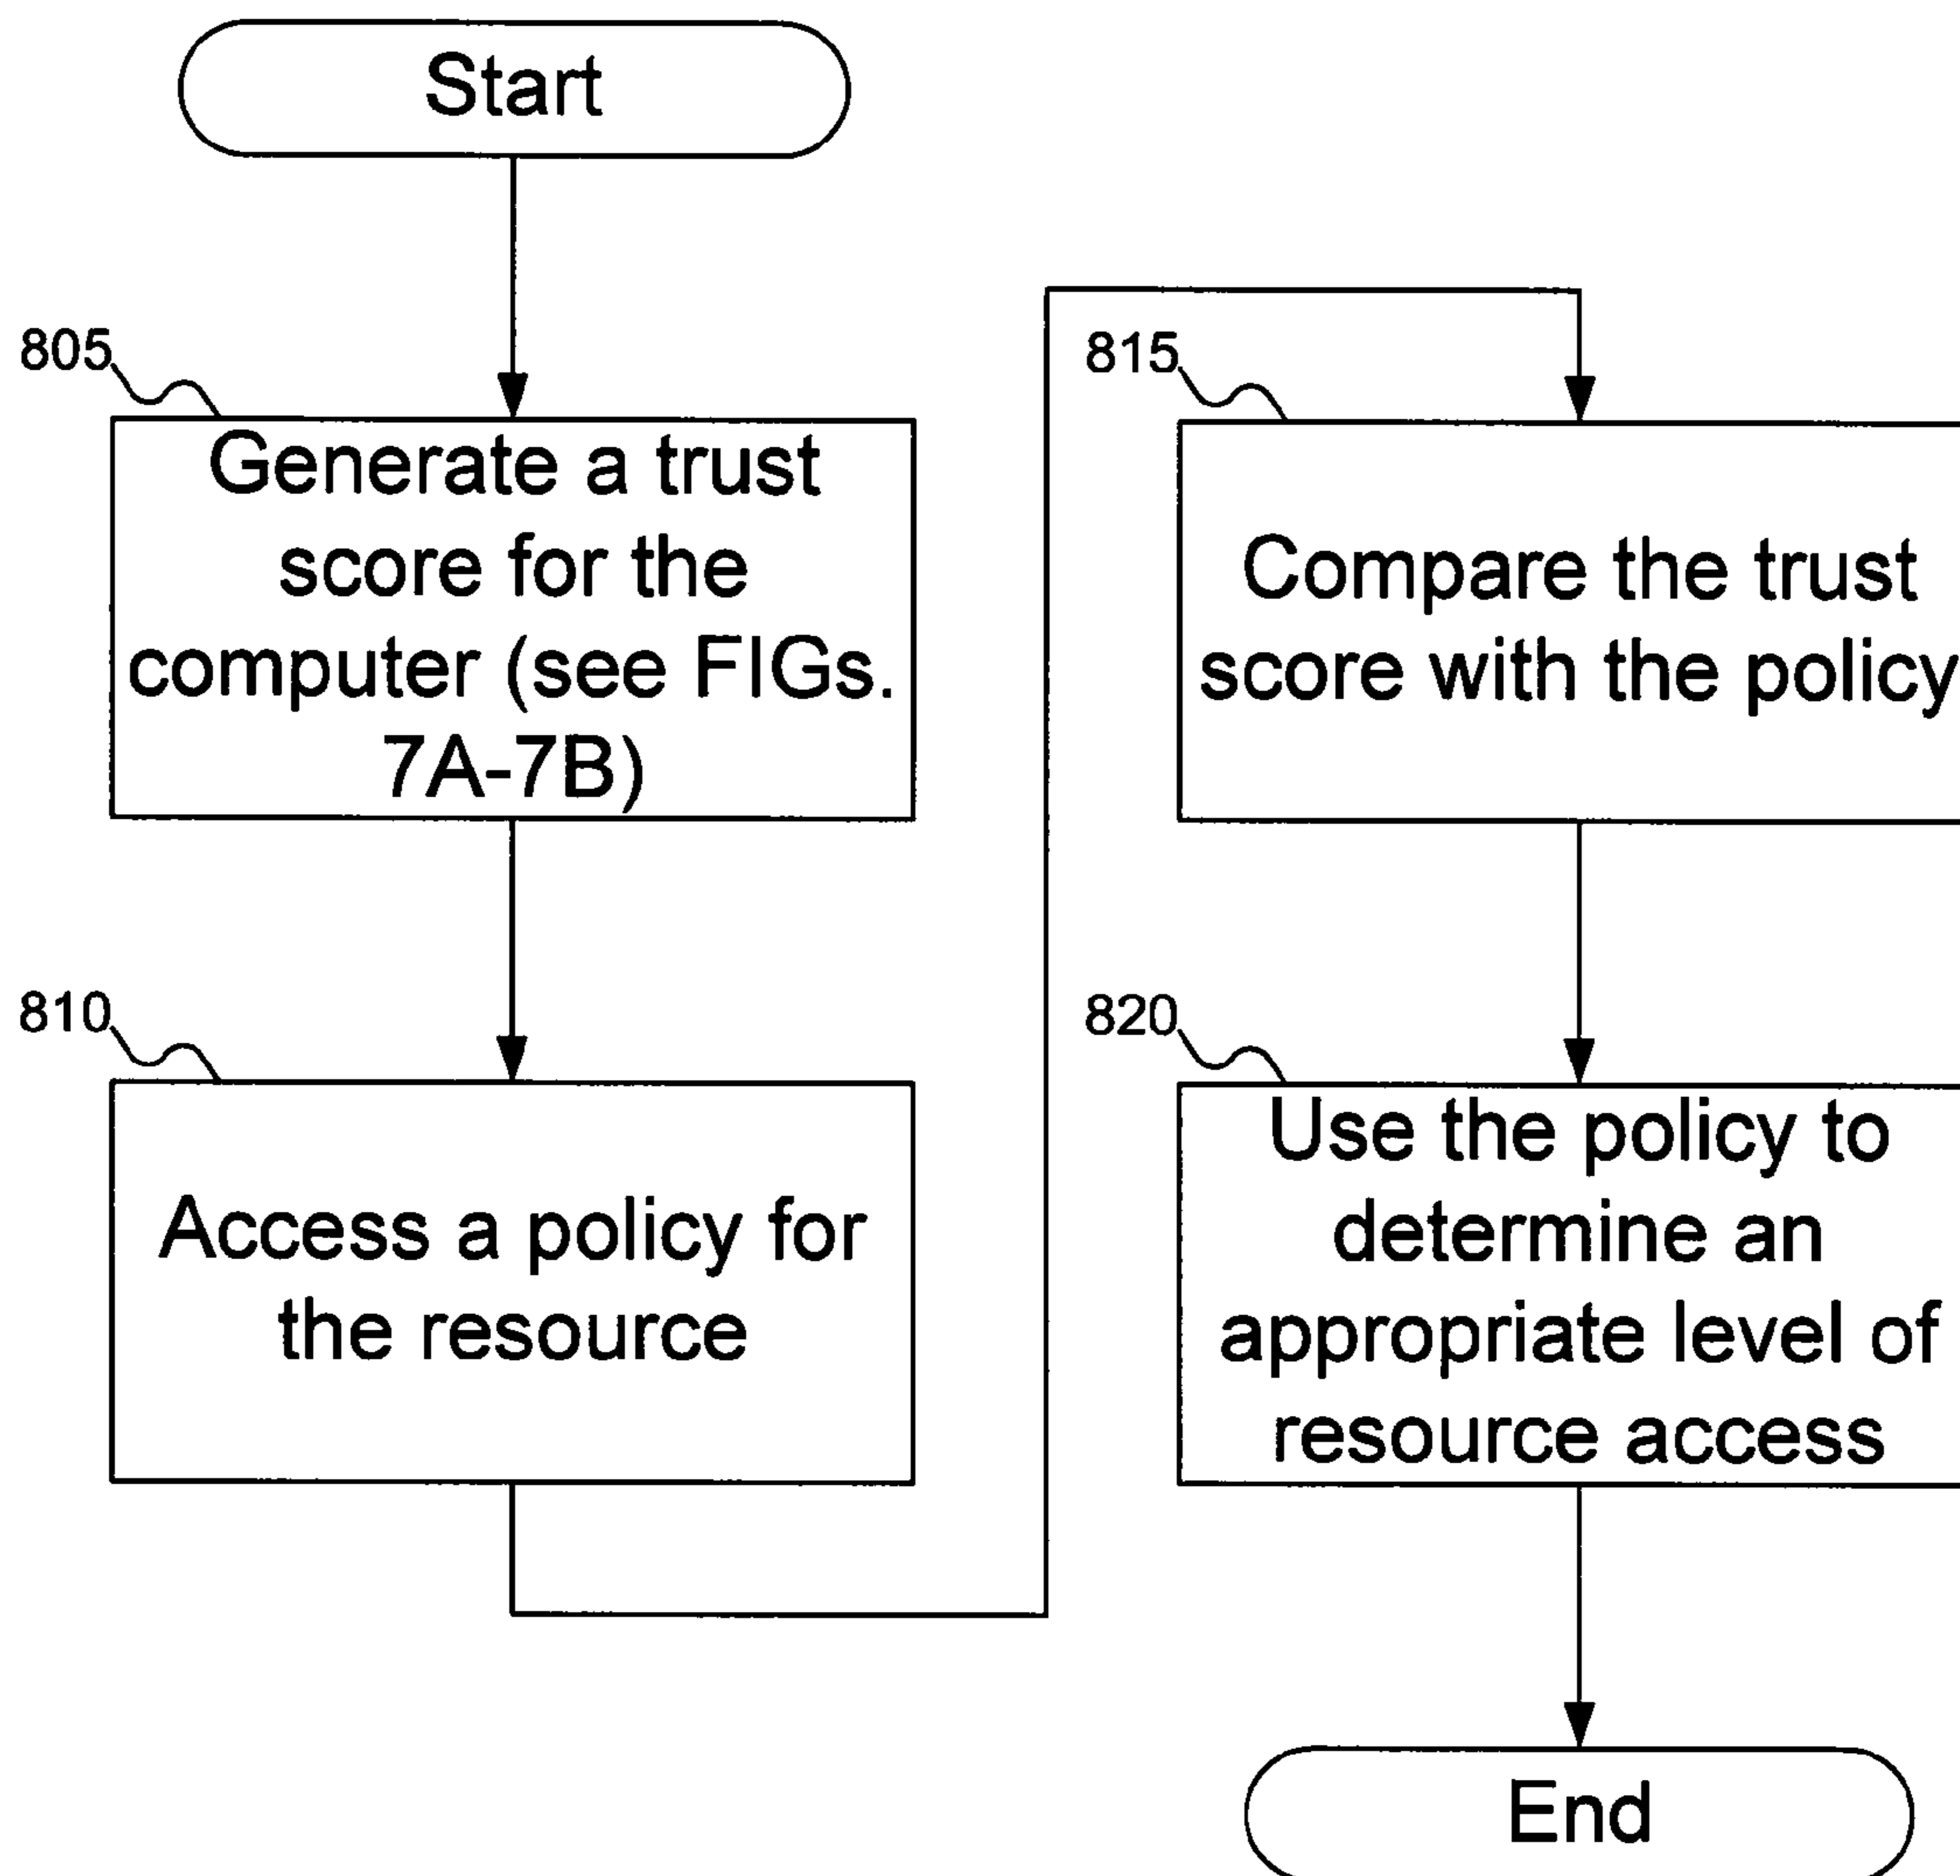 Start
805
Generate a trust
score for the
computer (see FIGs.
7A-7B)
810
Access a policy for
the resource
815
Compare the trust
score with the policy
820
Use the policy to
determine an
appropriate level of
resource access
End